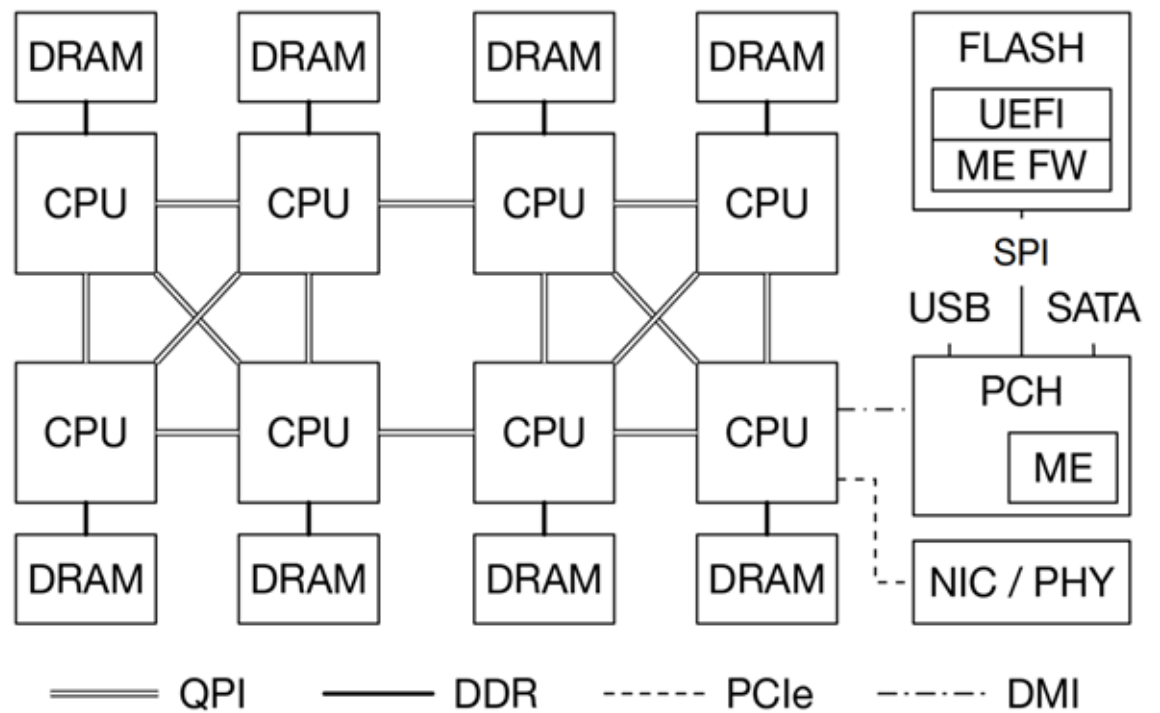 DRAM DRAM DRAM DRAM
FLASH
UEFI
ME FW
CPU CPU CPU CPU
SPI
USB SATA
PCH
CPU CPU CPU CPU
ME
DRAM DRAM DRAM DRAM
NIC / PHY
QPI DDR PCIe DMI